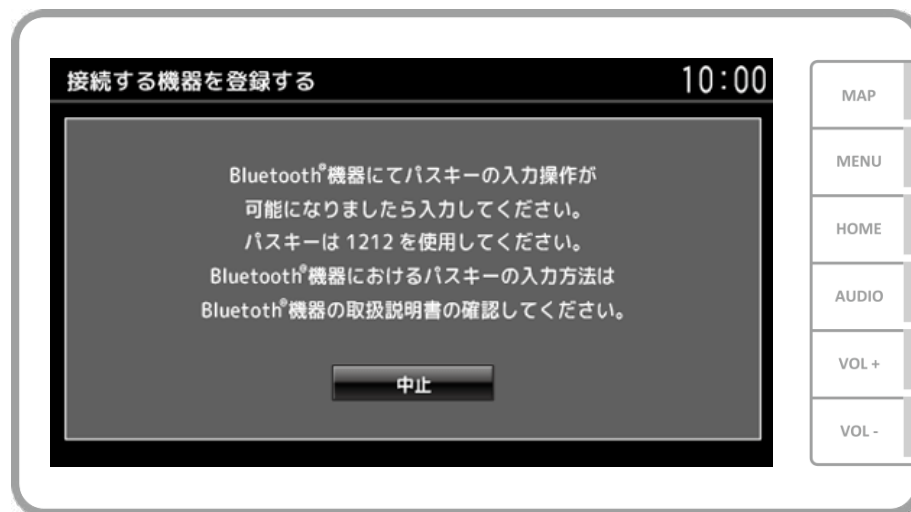 接続する機器を登録する
10:00
Bluetooth®機器にてパスキーの入力操作が
可能になりましたら入力してください。
パスキーは 1212 を使用してください。
Bluetooth®機器におけるパスキーの入力方法は
Bluetoth®機器の取扱説明書の確認してください。
中止
MAP
MENU
HOME
AUDIO
VOL +
VOL -